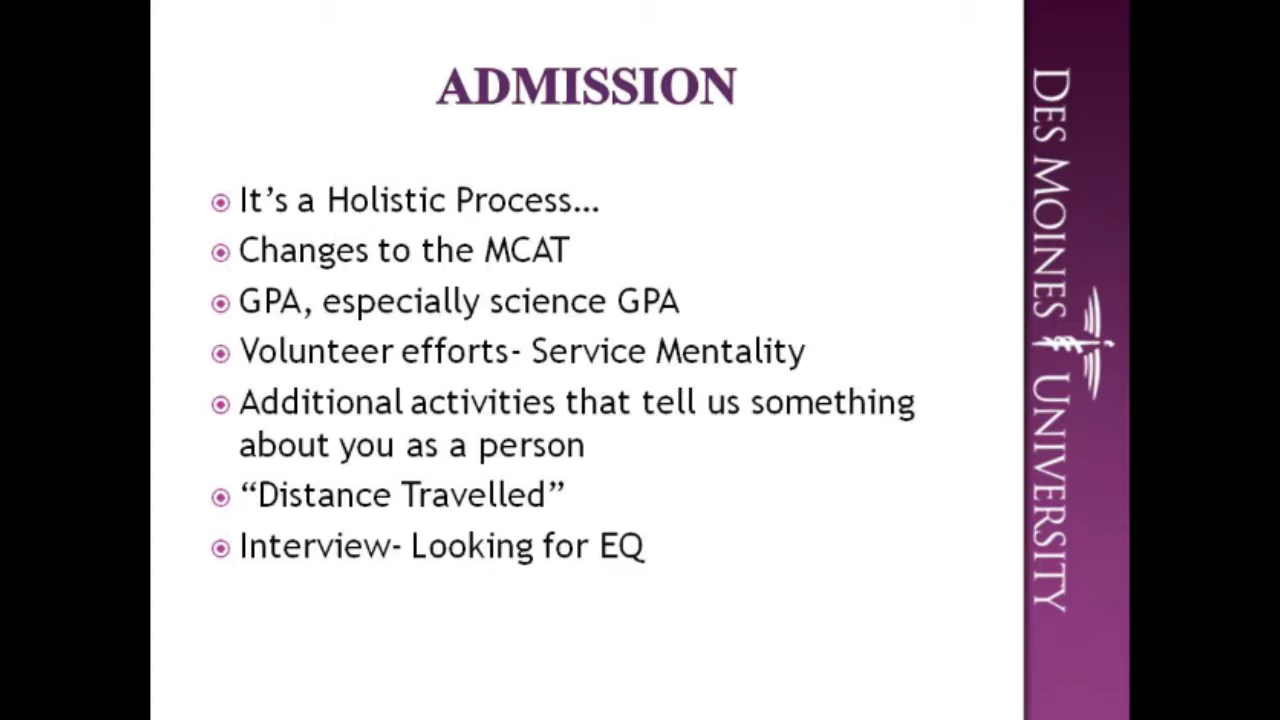 ADMISSION
It’s a Holistic Process…
Changes to the MCAT
GPA, especially science GPA
Volunteer efforts- Service Mentality
Additional activities that tell us something
about you as a person
“Distance Travelled”
Interview- Looking for EQ
DES MOINES UNIVERSITY